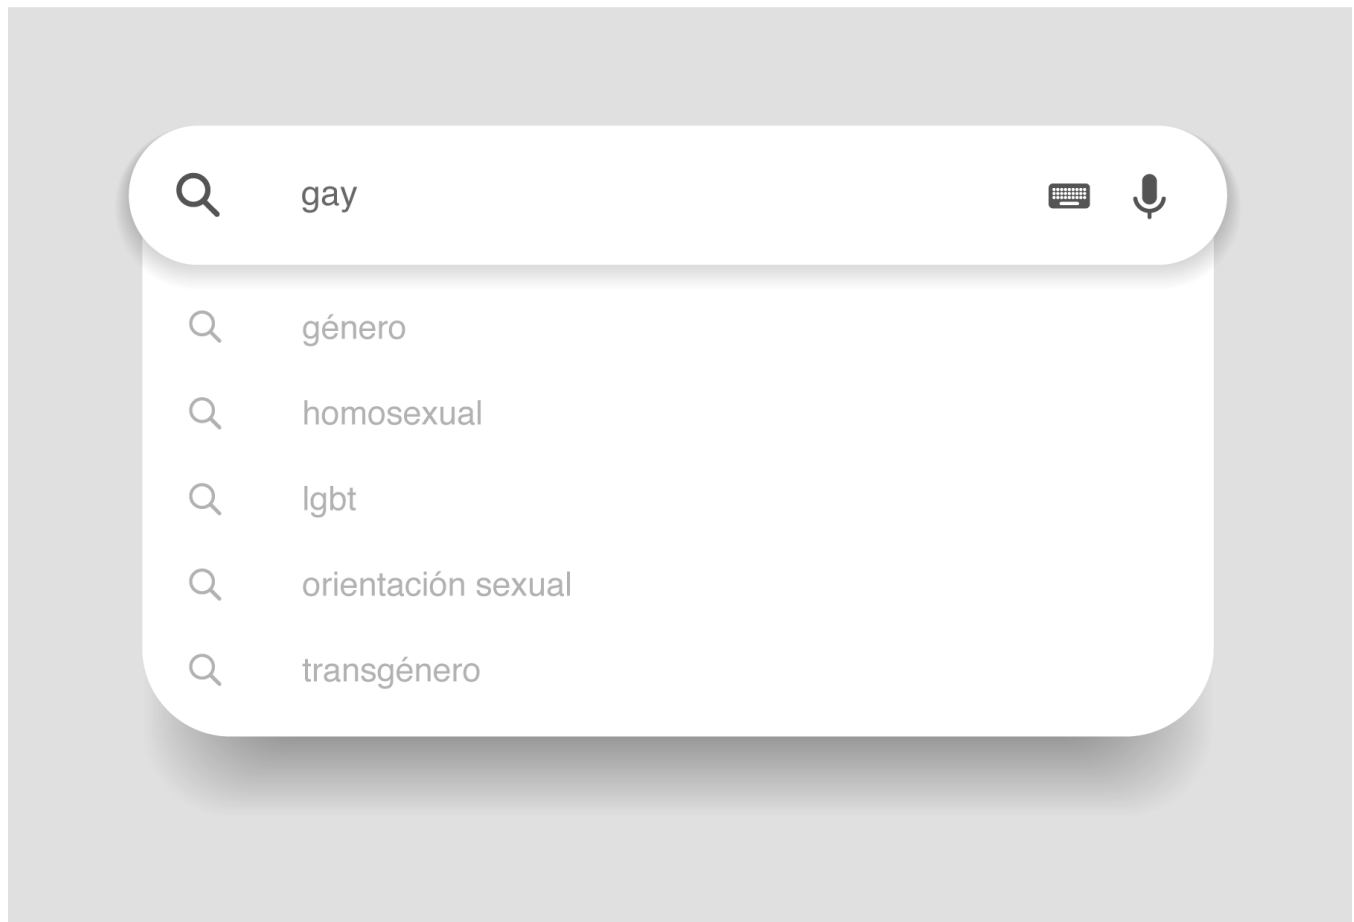 gay
género
homosexual
lgbt
orientación sexual
transgénero